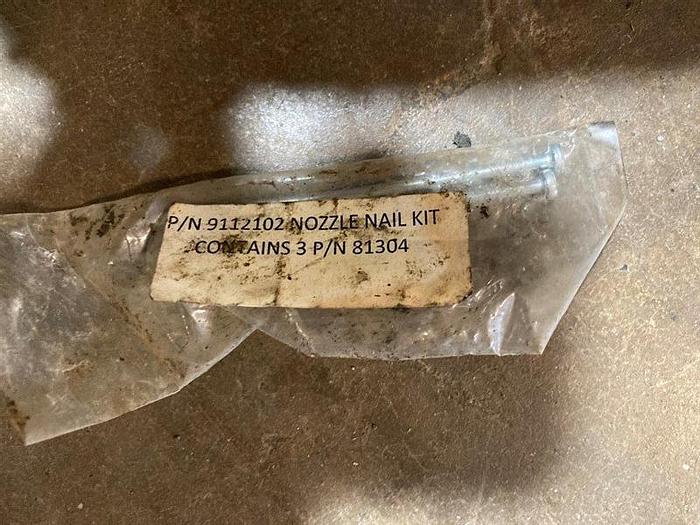 P/N 9112102 NOZZLE NAIL KIT
CONTAINS 3 P/N 81304